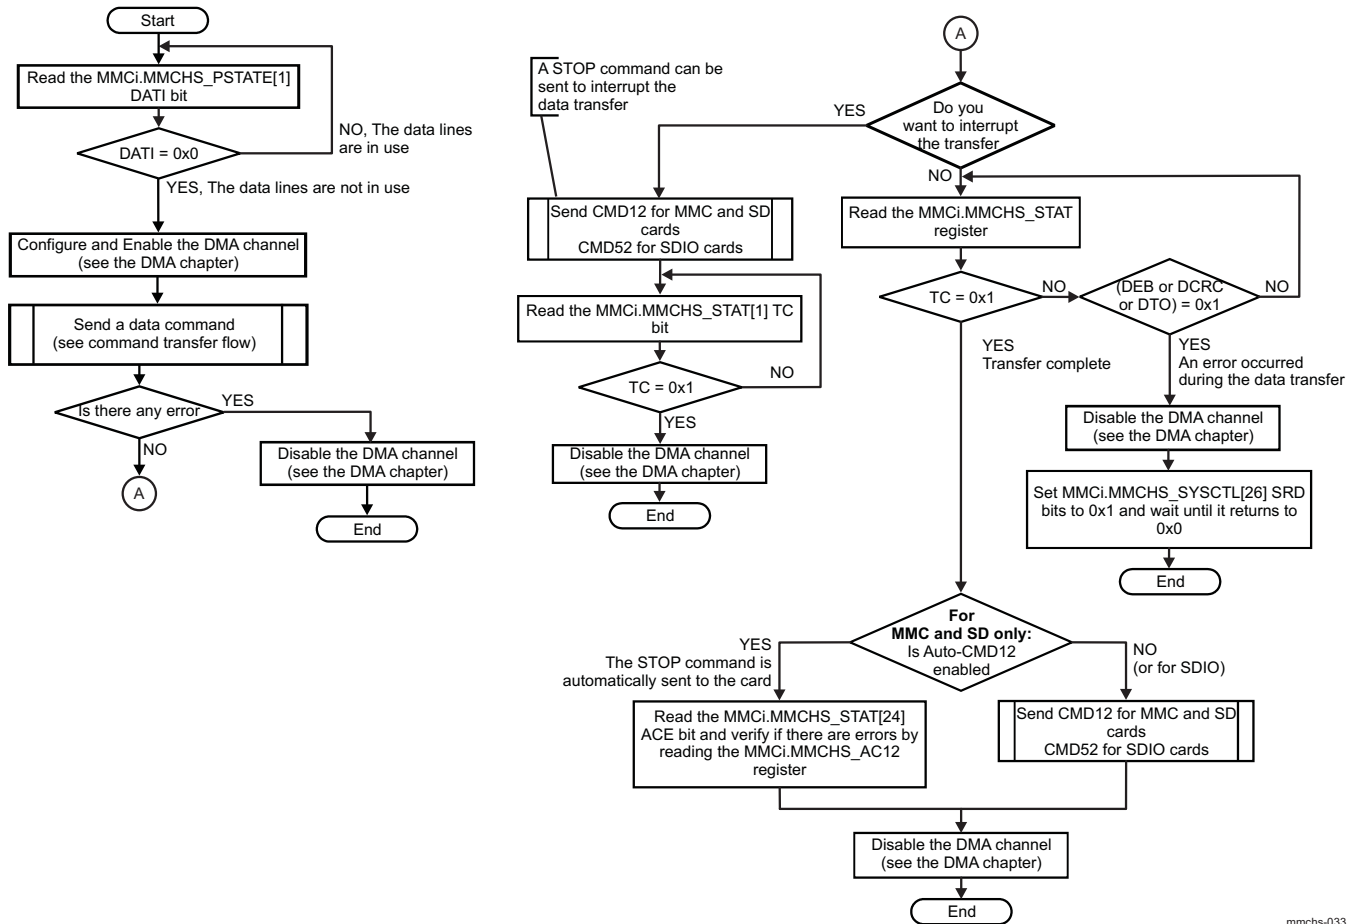 Start
Read the MMCi.MMCHS_PSTATE[1]
DATI bit
DATI = 0x0
NO, The data lines
are in use
YES, The data lines are not in use
Configure and Enable the DMA channel
(see the DMA chapter)
Send a data command
(see command transfer flow)
Is there any error
YES
NO
A
Disable the DMA channel
(see the DMA chapter)
End
A
Do you
want to interrupt
the transfer
YES
NO
A STOP command can be
sent to interrupt the
data transfer
Send CMD12 for MMC and SD
cards
CMD52 for SDIO cards
Read the MMCi.MMCHS_STAT[1] TC
bit
TC = 0x1
NO
YES
Disable the DMA channel
(see the DMA chapter)
End
Read the MMCi.MMCHS_STAT
register
TC = 0x1
NO
(DEB or DCRC
or DTO) = 0x1
NO
YES
Transfer complete
YES
An error occurred
during the data transfer
Disable the DMA channel
(see the DMA chapter)
Set MMCi.MMCHS_SYSCTL[26] SRD
bits to 0x1 and wait until it returns to
0x0
End
For
MMC and SD only:
Is Auto-CMD12
enabled
YES
The STOP command is
automatically sent to the card
NO
(or for SDIO)
Read the MMCi.MMCHS_STAT[24]
ACE bit and verify if there are errors by
reading the MMCi.MMCHS_AC12
register
Send CMD12 for MMC and SD
cards
CMD52 for SDIO cards
Disable the DMA channel
(see the DMA chapter)
End
mmchs-033